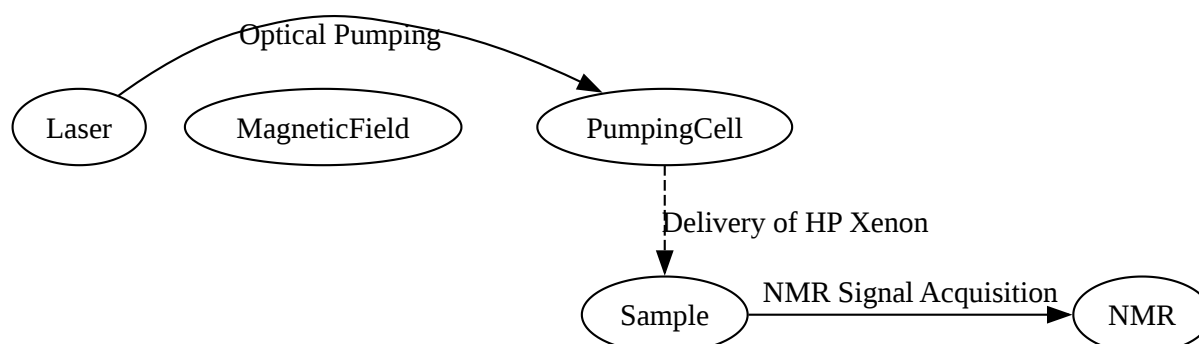 Optical Pumping
Laser
MagneticField
PumpingCell
Delivery of HP Xenon
NMR Signal Acquisition
Sample
NMR